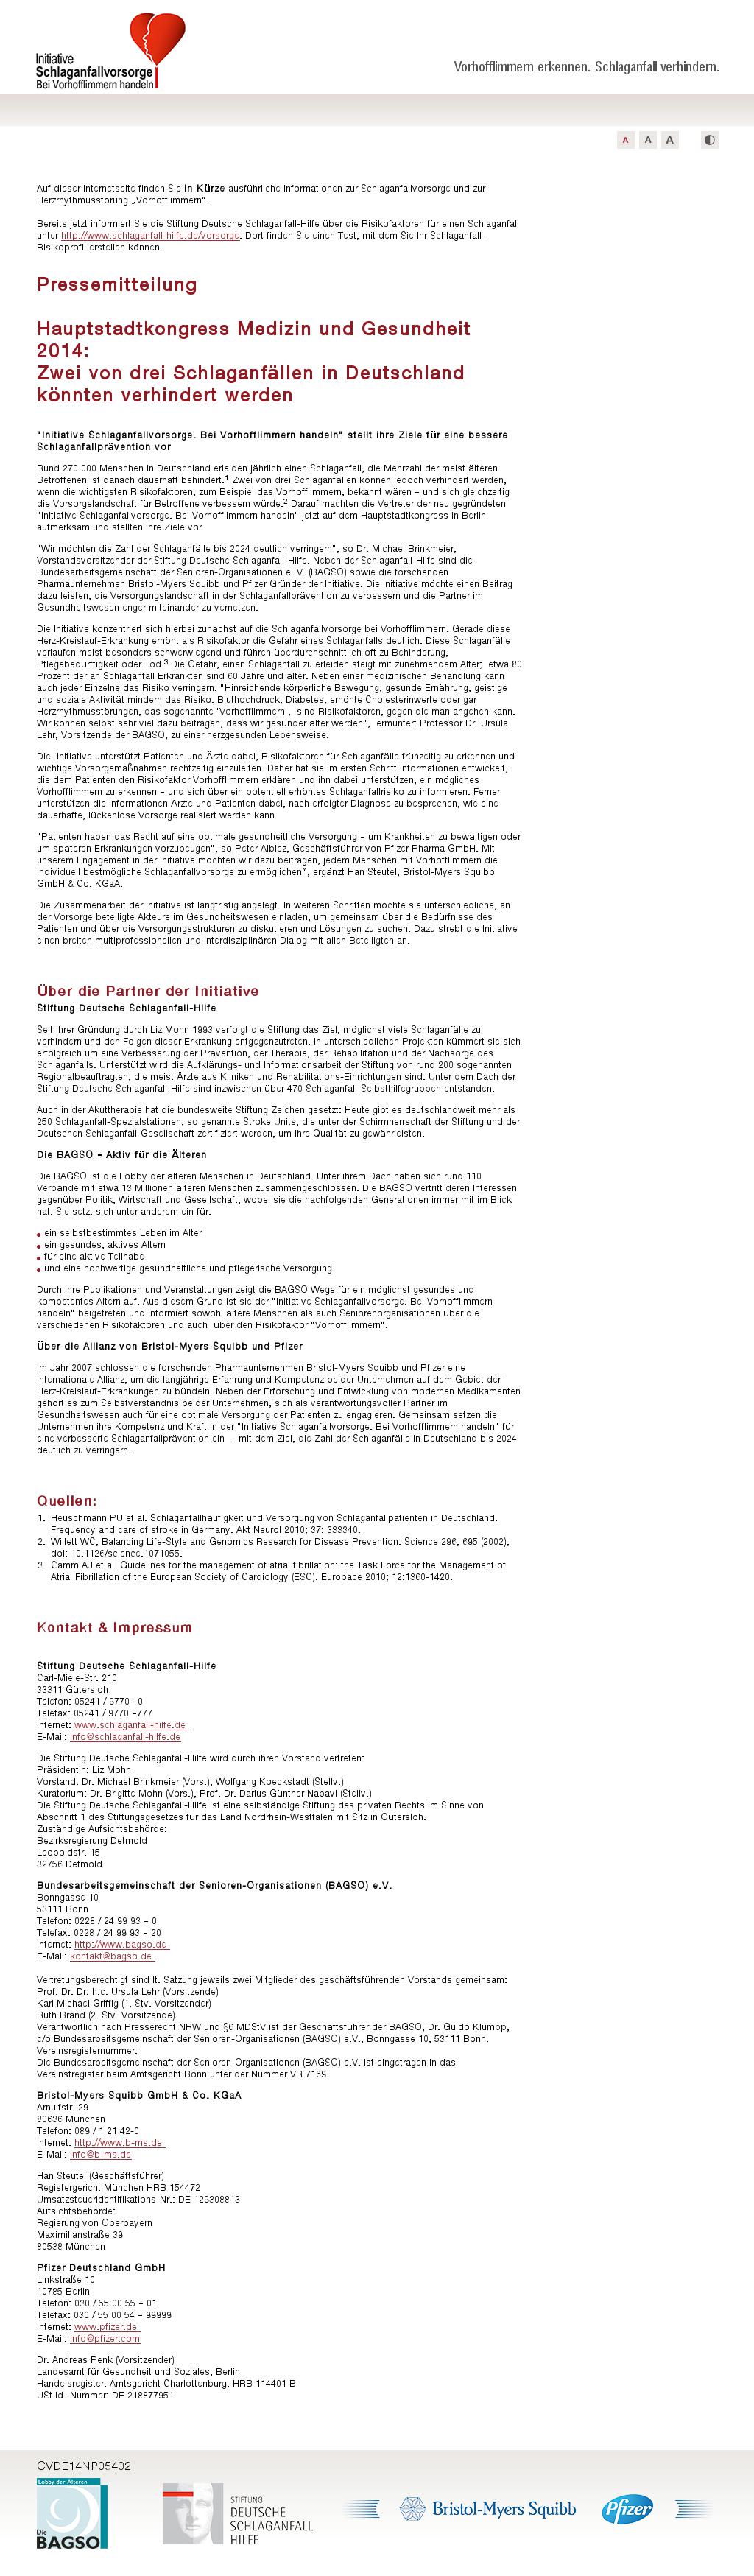 Initiative
Schlaganfallvorsorge
Bei Vorhofflimmern handeln
Vorhofflimmern erkennen. Schlaganfall verhindern.
A A A
Auf dieser Internetseite finden Sie in Kürze ausführliche Informationen zur Schlaganfallvorsorge und zur
Herzrhythmusstörung „Vorhofflimmern“.
Bereits jetzt informiert Sie die Stiftung Deutsche Schlaganfall-Hilfe über die Risikofaktoren für einen Schlaganfall
unter http://www.schlaganfall-hilfe.de/vorsorge. Dort finden Sie einen Test, mit dem Sie Ihr Schlaganfall-
Risikoprofil erstellen können.
Pressemitteilung
Hauptstadtkongress Medizin und Gesundheit
2014:
Zwei von drei Schlaganfällen in Deutschland
könnten verhindert werden
"Initiative Schlaganfallvorsorge. Bei Vorhofflimmern handeln" stellt ihre Ziele für eine bessere
Schlaganfallprävention vor
Rund 270.000 Menschen in Deutschland erleiden jährlich einen Schlaganfall, die Mehrzahl der meist älteren
Betroffenen ist danach dauerhaft behindert.1 Zwei von drei Schlaganfällen können jedoch verhindert werden,
wenn die wichtigsten Risikofaktoren, zum Beispiel das Vorhofflimmern, bekannt wären – und sich gleichzeitig
die Vorsorgelandschaft für Betroffene verbessern würde.2 Darauf machten die Vertreter der neu gegründeten
"Initiative Schlaganfallvorsorge. Bei Vorhofflimmern handeln" jetzt auf dem Hauptstadtkongress in Berlin
aufmerksam und stellten ihre Ziele vor.
"Wir möchten die Zahl der Schlaganfälle bis 2024 deutlich verringern", so Dr. Michael Brinkmeier,
Vorstandsvorsitzender der Stiftung Deutsche Schlaganfall-Hilfe. Neben der Schlaganfall-Hilfe sind die
Bundesarbeitsgemeinschaft der Senioren-Organisationen e. V. (BAGSO) sowie die forschenden
Pharmaunternehmen Bristol-Myers Squibb und Pfizer Gründer der Initiative. Die Initiative möchte einen Beitrag
dazu leisten, die Versorgungslandschaft in der Schlaganfallprävention zu verbessern und die Partner im
Gesundheitswesen enger miteinander zu vernetzen.
Die Initiative konzentriert sich hierbei zunächst auf die Schlaganfallvorsorge bei Vorhofflimmern. Gerade diese
Herz-Kreislauf-Erkrankung erhöht als Risikofaktor die Gefahr eines Schlaganfalls deutlich. Diese Schlaganfälle
verlaufen meist besonders schwerwiegend und führen überdurchschnittlich oft zu Behinderung,
Pflegebedürftigkeit oder Tod.3 Die Gefahr, einen Schlaganfall zu erleiden steigt mit zunehmendem Alter; etwa 80
Prozent der an Schlaganfall Erkrankten sind 60 Jahre und älter. Neben einer medizinischen Behandlung kann
auch jeder Einzelne das Risiko verringern. "Hinreichende körperliche Bewegung, gesunde Ernährung, geistige
und soziale Aktivität mindern das Risiko. Bluthochdruck, Diabetes, erhöhte Cholesterinwerte oder gar
Herzrhythmusstörungen, das sogenannte 'Vorhofflimmern', sind Risikofaktoren, gegen die man angehen kann.
Wir können selbst sehr viel dazu beitragen, dass wir gesünder älter werden", ermuntert Professor Dr. Ursula
Lehr, Vorsitzende der BAGSO, zu einer herzgesunden Lebensweise.
Die Initiative unterstützt Patienten und Ärzte dabei, Risikofaktoren für Schlaganfälle frühzeitig zu erkennen und
wichtige Vorsorgemaßnahmen rechtzeitig einzuleiten. Daher hat sie im ersten Schritt Informationen entwickelt,
die dem Patienten den Risikofaktor Vorhofflimmern erklären und ihn dabei unterstützen, ein mögliches
Vorhofflimmern zu erkennen – und sich über ein potentiell erhöhtes Schlaganfallrisiko zu informieren. Ferner
unterstützen die Informationen Ärzte und Patienten dabei, nach erfolgter Diagnose zu besprechen, wie eine
dauerhafte, lückenlose Vorsorge realisiert werden kann.
"Patienten haben das Recht auf eine optimale gesundheitliche Versorgung – um Krankheiten zu bewältigen oder
um späteren Erkrankungen vorzubeugen", so Peter Albiez, Geschäftsführer von Pfizer Pharma GmbH. Mit
unserem Engagement in der Initiative möchten wir dazu beitragen, jedem Menschen mit Vorhofflimmern die
individuell bestmögliche Schlaganfallvorsorge zu ermöglichen“, ergänzt Han Steutel, Bristol-Myers Squibb
GmbH & Co. KGaA.
Die Zusammenarbeit der Initiative ist langfristig angelegt. In weiteren Schritten möchte sie unterschiedliche, an
der Vorsorge beteiligte Akteure im Gesundheitswesen einladen, um gemeinsam über die Bedürfnisse des
Patienten und über die Versorgungsstrukturen zu diskutieren und Lösungen zu suchen. Dazu strebt die Initiative
einen breiten multiprofessionellen und interdisziplinären Dialog mit allen Beteiligten an.
Über die Partner der Initiative
Stiftung Deutsche Schlaganfall-Hilfe
Seit ihrer Gründung durch Liz Mohn 1993 verfolgt die Stiftung das Ziel, möglichst viele Schlaganfälle zu
verhindern und den Folgen dieser Erkrankung entgegenzutreten. In unterschiedlichen Projekten kümmert sie sich
erfolgreich um eine Verbesserung der Prävention, der Therapie, der Rehabilitation und der Nachsorge des
Schlaganfalls. Unterstützt wird die Aufklärungs- und Informationsarbeit der Stiftung von rund 200 sogenannten
Regionalbeauftragten, die meist Ärzte aus Kliniken und Rehabilitations-Einrichtungen sind. Unter dem Dach der
Stiftung Deutsche Schlaganfall-Hilfe sind inzwischen über 470 Schlaganfall-Selbsthilfegruppen entstanden.
Auch in der Akuttherapie hat die bundesweite Stiftung Zeichen gesetzt: Heute gibt es deutschlandweit mehr als
250 Schlaganfall-Spezialstationen, so genannte Stroke Units, die unter der Schirmherrschaft der Stiftung und der
Deutschen Schlaganfall-Gesellschaft zertifiziert werden, um ihre Qualität zu gewährleisten.
Die BAGSO – Aktiv für die Älteren
Die BAGSO ist die Lobby der älteren Menschen in Deutschland. Unter ihrem Dach haben sich rund 110
Verbände mit etwa 13 Millionen älteren Menschen zusammengeschlossen. Die BAGSO vertritt deren Interessen
gegenüber Politik, Wirtschaft und Gesellschaft, wobei sie die nachfolgenden Generationen immer mit im Blick
hat. Sie setzt sich unter anderem ein für:
• ein selbstbestimmtes Leben im Alter
• ein gesundes, aktives Altern
• für eine aktive Teilhabe
• und eine hochwertige gesundheitliche und pflegerische Versorgung.
Durch ihre Publikationen und Veranstaltungen zeigt die BAGSO Wege für ein möglichst gesundes und
kompetentes Altern auf. Aus diesem Grund ist sie der "Initiative Schlaganfallvorsorge. Bei Vorhofflimmern
handeln" beigetreten und informiert sowohl ältere Menschen als auch Seniorenorganisationen über die
verschiedenen Risikofaktoren und auch über den Risikofaktor "Vorhofflimmern".
Über die Allianz von Bristol-Myers Squibb und Pfizer
Im Jahr 2007 schlossen die forschenden Pharmaunternehmen Bristol-Myers Squibb und Pfizer eine
internationale Allianz, um die langjährige Erfahrung und Kompetenz beider Unternehmen auf dem Gebiet der
Herz-Kreislauf-Erkrankungen zu bündeln. Neben der Erforschung und Entwicklung von modernen Medikamenten
gehört es zum Selbstverständnis beider Unternehmen, sich als verantwortungsvoller Partner im
Gesundheitswesen auch für eine optimale Versorgung der Patienten zu engagieren. Gemeinsam setzen die
Unternehmen ihre Kompetenz und Kraft in der "Initiative Schlaganfallvorsorge. Bei Vorhofflimmern handeln" für
eine verbesserte Schlaganfallprävention ein – mit dem Ziel, die Zahl der Schlaganfälle in Deutschland bis 2024
deutlich zu verringern.
Quellen:
1. Heuschmann PU et al. Schlaganfallhäufigkeit und Versorgung von Schlaganfallpatienten in Deutschland.
Frequency and care of stroke in Germany. Akt Neurol 2010; 37: 333340.
2. Willett WC, Balancing Life-Style and Genomics Research for Disease Prevention. Science 296, 695 (2002);
doi: 10.1126/science.1071055.
3. Camm AJ et al. Guidelines for the management of atrial fibrillation: the Task Force for the Management of
Atrial Fibrillation of the European Society of Cardiology (ESC). Europace 2010; 12:1360-1420.
Kontakt & Impressum
Stiftung Deutsche Schlaganfall-Hilfe
Carl-Miele-Str. 210
33311 Gütersloh
Telefon: 05241 / 9770 –0
Telefax: 05241 / 9770 –777
Internet: www.schlaganfall-hilfe.de
E-Mail: info@schlaganfall-hilfe.de
Die Stiftung Deutsche Schlaganfall-Hilfe wird durch ihren Vorstand vertreten:
Präsidentin: Liz Mohn
Vorstand: Dr. Michael Brinkmeier (Vors.), Wolfgang Koeckstadt (Stellv.)
Kuratorium: Dr. Brigitte Mohn (Vors.), Prof. Dr. Darius Günther Nabavi (Stellv.)
Die Stiftung Deutsche Schlaganfall-Hilfe ist eine selbständige Stiftung des privaten Rechts im Sinne von
Abschnitt 1 des Stiftungsgesetzes für das Land Nordrhein-Westfalen mit Sitz in Gütersloh.
Zuständige Aufsichtsbehörde:
Bezirksregierung Detmold
Leopoldstr. 15
32756 Detmold
Bundesarbeitsgemeinschaft der Senioren-Organisationen (BAGSO) e.V.
Bonngasse 10
53111 Bonn
Telefon: 0228 / 24 99 93 – 0
Telefax: 0228 / 24 99 93 – 20
Internet: http://www.bagso.de
E-Mail: kontakt@bagso.de
Vertretungsberechtigt sind lt. Satzung jeweils zwei Mitglieder des geschäftsführenden Vorstands gemeinsam:
Prof. Dr. Dr. h.c. Ursula Lehr (Vorsitzende)
Karl Michael Griffig (1. Stv. Vorsitzender)
Ruth Brand (2. Stv. Vorsitzende)
Verantwortlich nach Presserecht NRW und §6 MDStV ist der Geschäftsführer der BAGSO, Dr. Guido Klumpp,
c/o Bundesarbeitsgemeinschaft der Senioren-Organisationen (BAGSO) e.V., Bonngasse 10, 53111 Bonn.
Vereinsregisternummer:
Die Bundesarbeitsgemeinschaft der Senioren-Organisationen (BAGSO) e.V. ist eingetragen in das
Vereinstregister beim Amtsgericht Bonn unter der Nummer VR 7169.
Bristol-Myers Squibb GmbH & Co. KGaA
Arnulfstr. 29
80636 München
Telefon: 089 / 1 21 42-0
Internet: http://www.b-ms.de
E-Mail: info@b-ms.de
Han Steutel (Geschäftsführer)
Registergericht München HRB 154472
Umsatzsteueridentifikations-Nr.: DE 129308813
Aufsichtsbehörde:
Regierung von Oberbayern
Maximilianstraße 39
80538 München
Pfizer Deutschland GmbH
Linkstraße 10
10785 Berlin
Telefon: 030 / 55 00 55 – 01
Telefax: 030 / 55 00 54 – 99999
Internet: www.pfizer.de
E-Mail: info@pfizer.com
Dr. Andreas Penk (Vorsitzender)
Landesamt für Gesundheit und Soziales, Berlin
Handelsregister: Amtsgericht Charlottenburg: HRB 114401 B
USt.Id.-Nummer: DE 218877951
CVDE14NP05402
Lobby der Älteren
Die
BAGSO
STIFTUNG
DEUTSCHE
SCHLAGANFALL
HILFE
Bristol-Myers Squibb
Pfizer